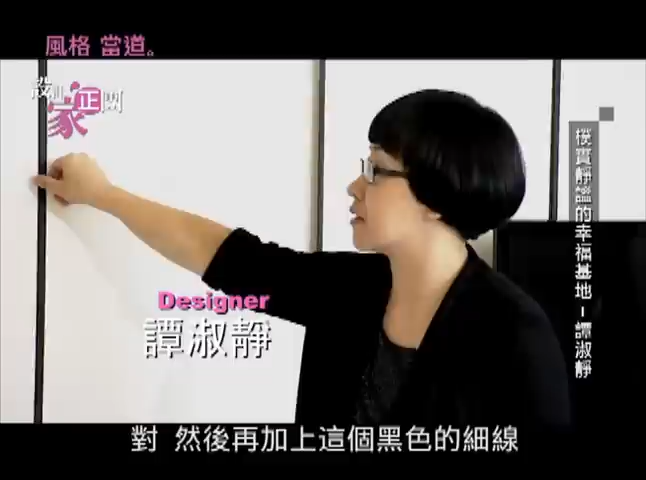 風格 當道。
設計家
正團
樸實靜謐的幸福基地-譚淑靜
Designer
譚淑靜
對 然後再加上這個黑色的細線